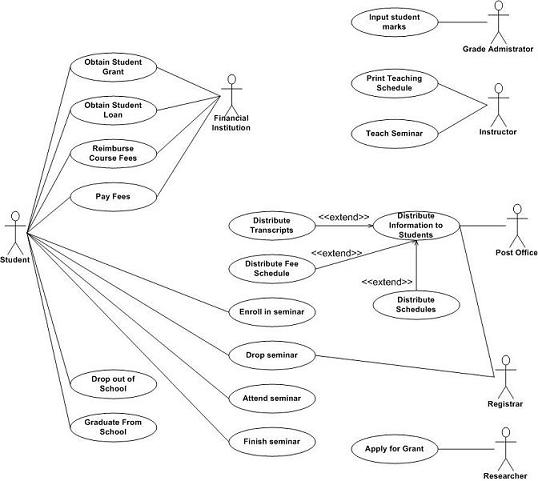 Input student
marks
Grade Admistrator
Obtain Student
Grant
Print Teaching
Schedule
Obtain Student
Loan
Financial
Institution
Teach Seminar
Instructor
Reimburse
Course Fees
Pay Fees
Student
Distribute
Transcripts
<<extend>>
Distribute
Information to
Students
Post Office
Distribute Fee
Schedule
<<extend>>
<<extend>>
Distribute
Schedules
Enroll in seminar
Drop seminar
Registrar
Drop out of
School
Attend seminar
Graduate From
School
Finish seminar
Apply for Grant
Researcher